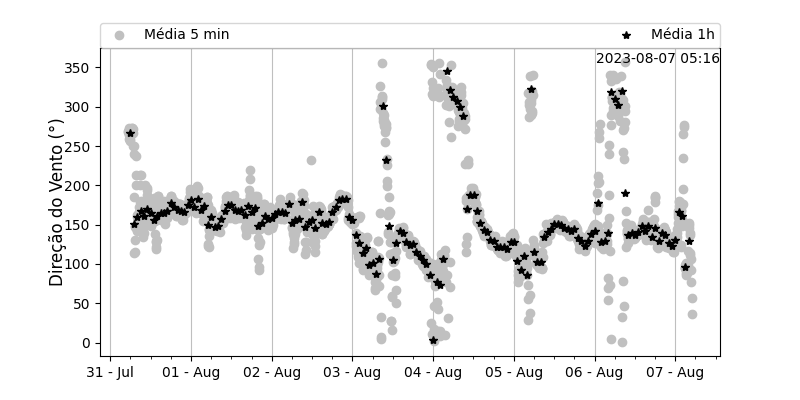 Média 5 min
Média 1h
2023-08-07 05:16
Direção do Vento (°)
350
300
250
200
150
100
50
0
31 - Jul
01 - Aug
02 - Aug
03 - Aug
04 - Aug
05 - Aug
06 - Aug
07 - Aug